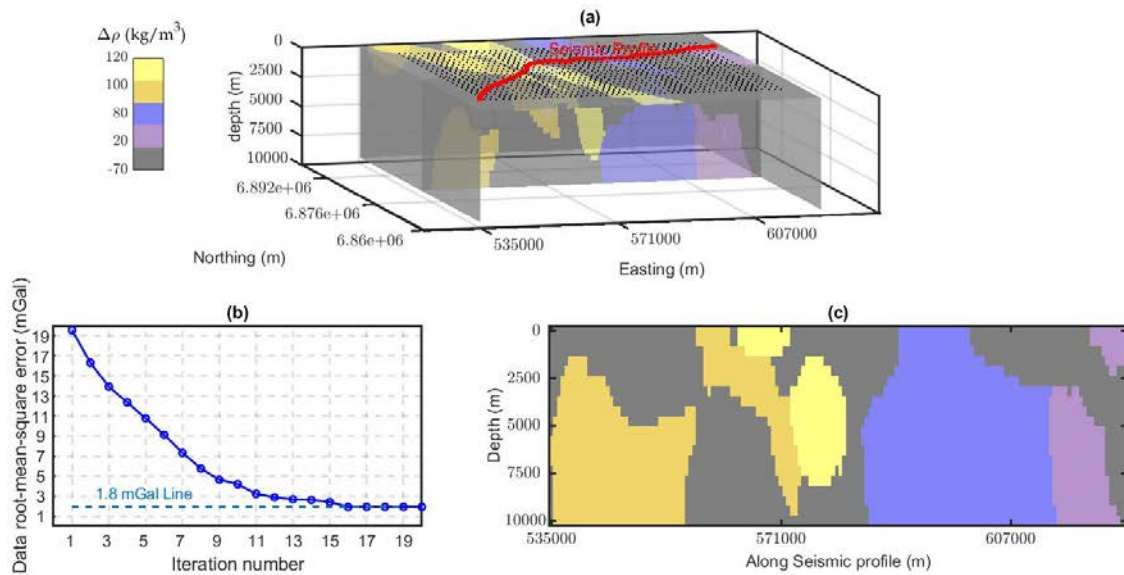 (a)
Δρ (kg/m³)
120
100
80
20
-70
0
2500
5000
7500
10000
depth (m)
Seismic Profile
6.892e+06
6.876e+06
6.86e+06
Northing (m)
535000
571000
607000
Easting (m)
(b)
Data root-mean-square error (mGal)
19
17
15
13
11
9
7
5
3
1
1.8 mGal Line
1 3 5 7 9 11 13 15 17 19
Iteration number
(c)
Depth (m)
0
2500
5000
7500
10000
535000 571000 607000
Along Seismic profile (m)